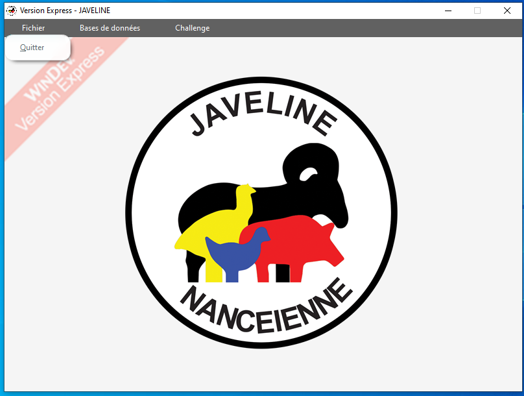 Version Express - JAVELINE
Fichier Bases de données Challenge
Quitter
WINDEV
Version Express
JAVELINE
NANCEIENNE